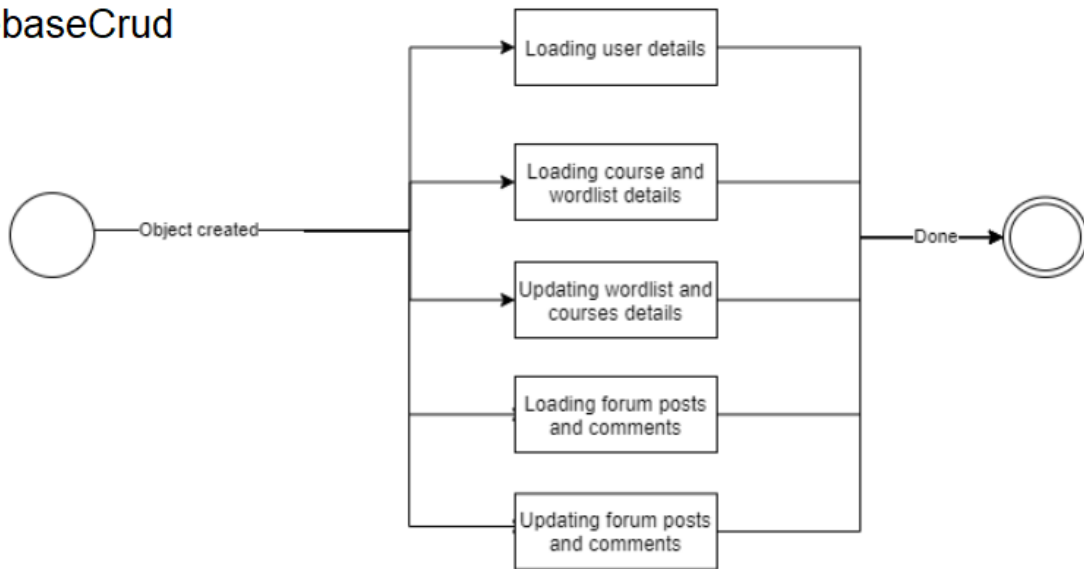 baseCrud
Loading user details
Loading course and
wordlist details
Object created
Done
Updating wordlist and
courses details
Loading forum posts
and comments
Updating forum posts
and comments